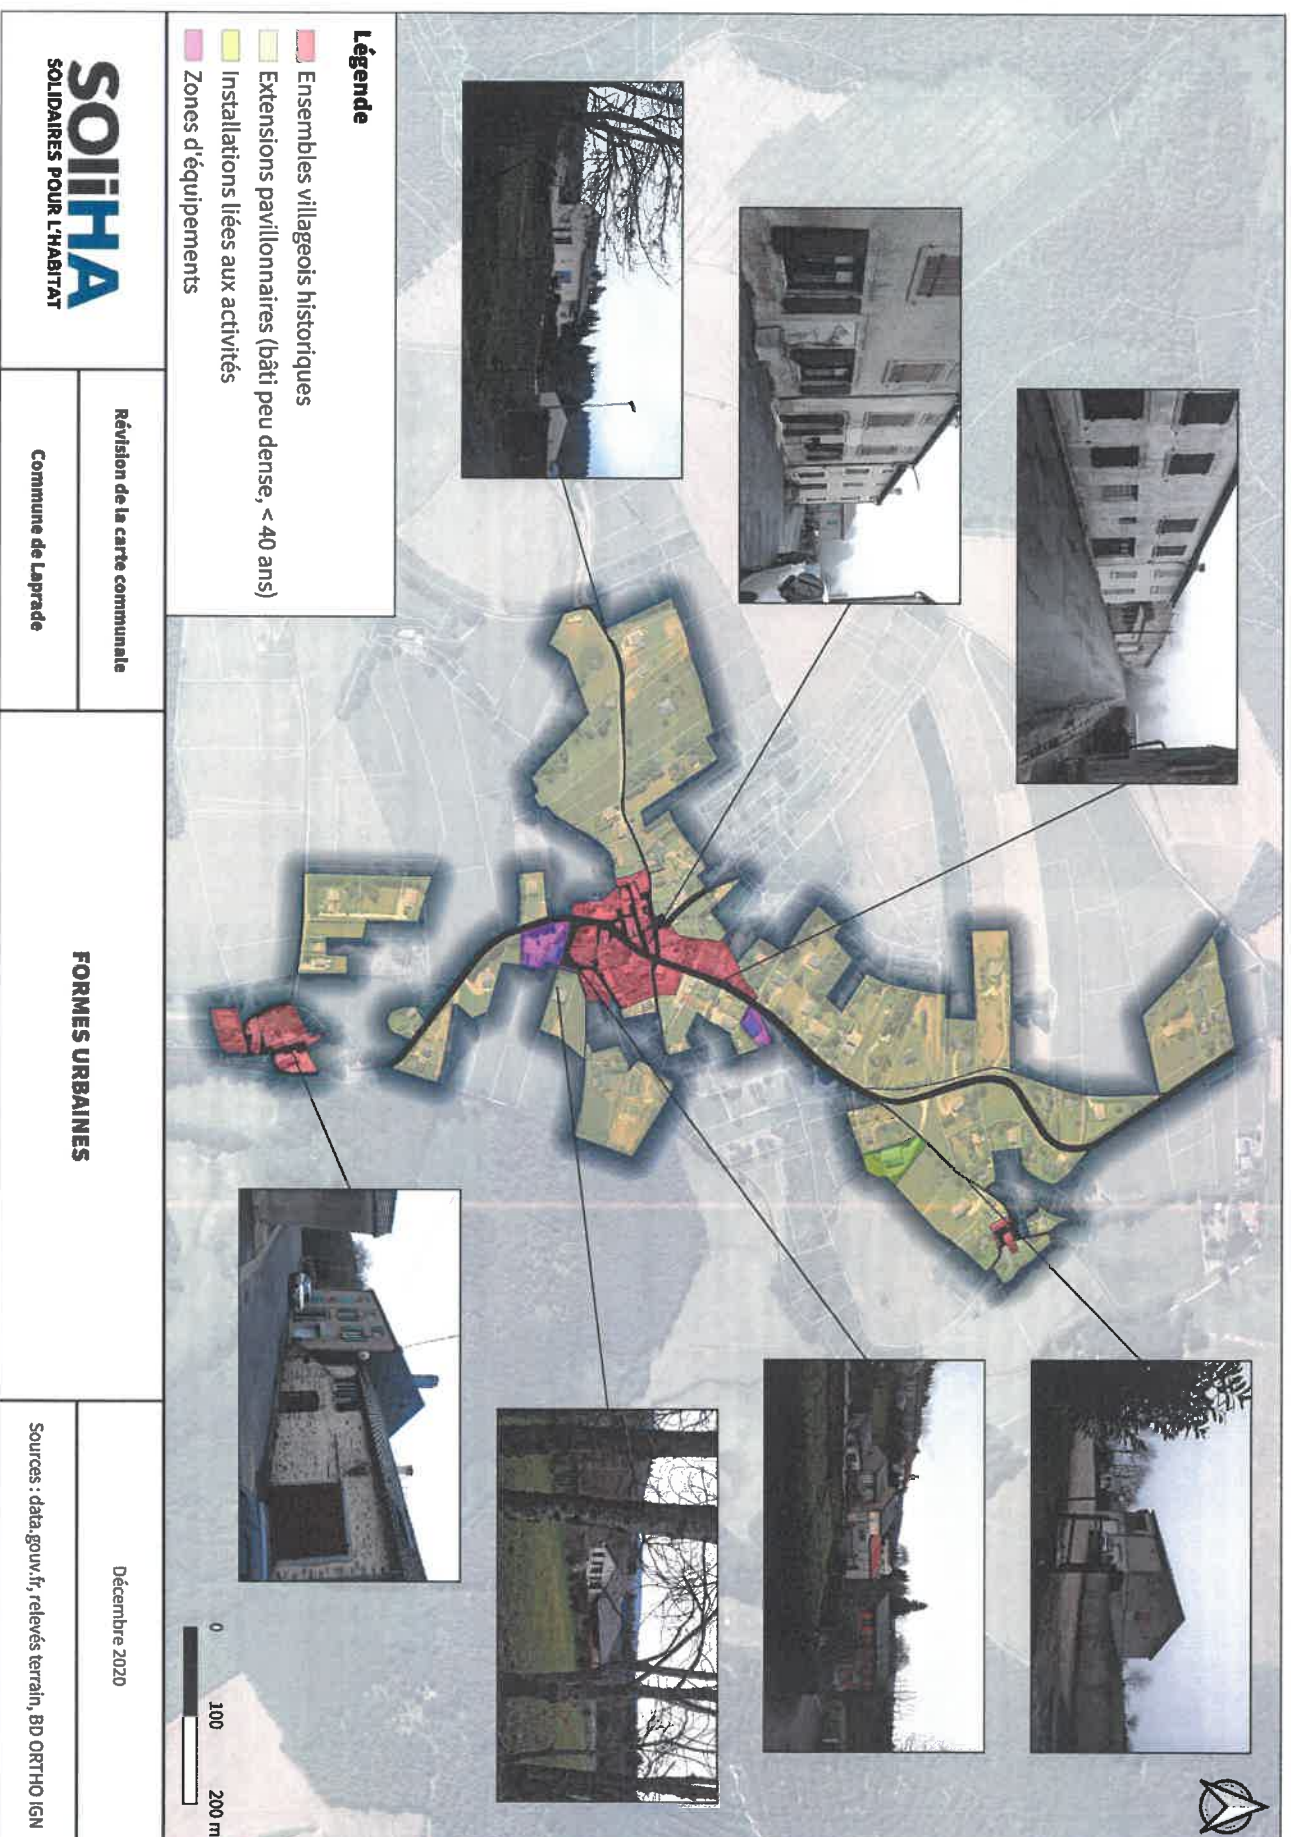 Légende
Ensembles villageois historiques
Extensions pavillonnaires (bâti peu dense, < 40 ans)
Installations liées aux activités
Zones d'équipements
SOliHA
SOLIDAIRES POUR L'HABITAT
Révision de la carte communale
Commune de Laprade
FORMES URBAINES
Décembre 2020
Sources : data.gouv.fr, relevés terrain, BD ORTHO IGN
0 100 200 m